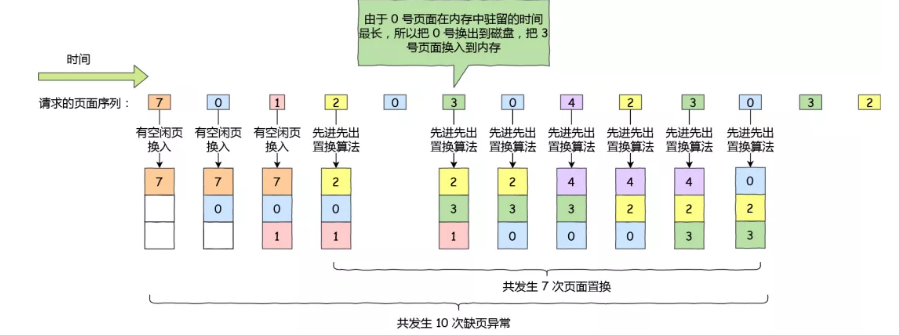 由于 0 号页面在内存中驻留的时间
最长，所以把 0 号换出到磁盘，把 3
号页面换入到内存
时间
请求的页面序列： 7 0 1 2 0 3 0 4 2 3 0 3 2
有空闲页 有空闲页 有空闲页 先进先出 先进先出 先进先出 先进先出 先进先出 先进先出 先进先出
换入 换入 换入 置换算法 置换算法 置换算法 置换算法 置换算法 置换算法 置换算法
7 7 7 2 2 2 4 4 4 0
0 0 0 3 3 3 2 2 2
1 1 1 0 0 0 3 3
共发生 7 次页面置换
共发生 10 次缺页异常